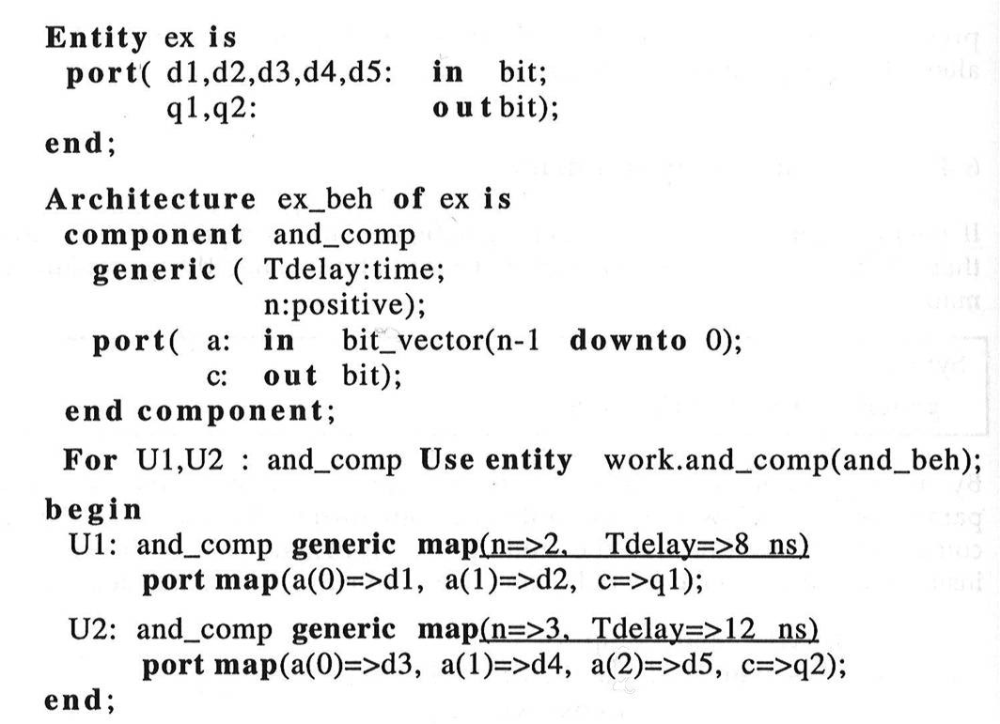 Entity ex is
port( d1,d2,d3,d4,d5: in bit;
q1,q2: out bit);
end;
Architecture ex_beh of ex is
component and_comp
generic ( Tdelay:time;
n:positive);
port( a: in bit_vector(n-1 downto 0);
c: out bit);
end component;
For U1,U2 : and_comp Use entity work.and_comp(and_beh);
begin
U1: and_comp generic map(n=>2, Tdelay=>8 ns)
port map(a(0)=>d1, a(1)=>d2, c=>q1);
U2: and_comp generic map(n=>3, Tdelay=>12 ns)
port map(a(0)=>d3, a(1)=>d4, a(2)=>d5, c=>q2);
end;